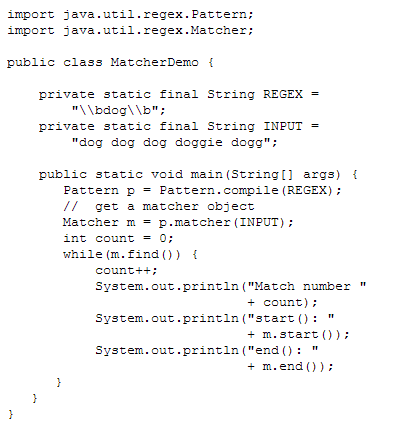 import java.util.regex.Pattern;
import java.util.regex.Matcher;

public class MatcherDemo {

    private static final String REGEX =
        "\\bdog\\b";
    private static final String INPUT =
        "dog dog dog doggie dogg";

    public static void main(String[] args) {
       Pattern p = Pattern.compile(REGEX);
       //  get a matcher object
       Matcher m = p.matcher(INPUT);
       int count = 0;
       while(m.find()) {
           count++;
           System.out.println("Match number "
                              + count);
           System.out.println("start(): "
                              + m.start());
           System.out.println("end(): "
                              + m.end());
      }
   }
}